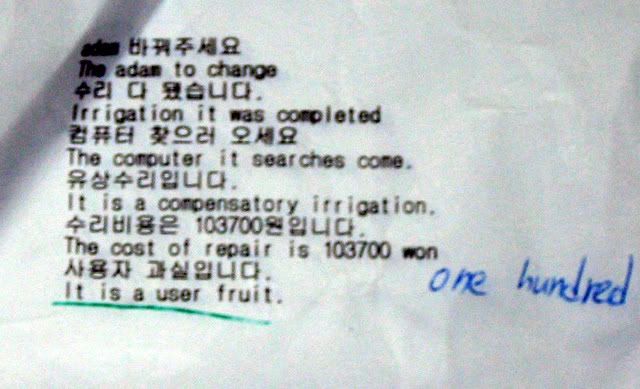 adam 바꿔주세요
The adam to change
수리 다 됐습니다.
Irrigation it was completed
컴퓨터 찾으러 오세요
The computer it searches come.
유상수리입니다.
It is a compensatory irrigation.
수리비용은 103700원입니다.
The cost of repair is 103700 won
사용자 과실입니다.
It is a user fruit.
one hundred